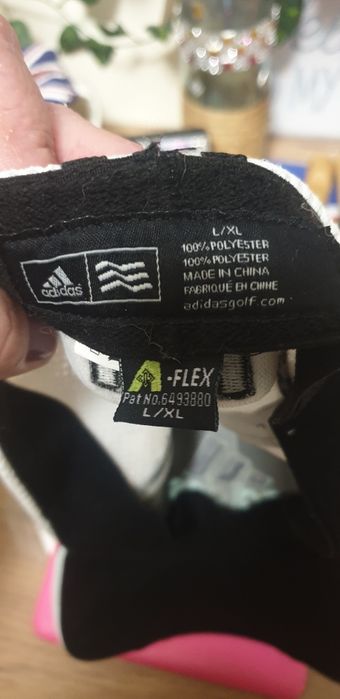 L/XL
100% POLYESTER
100% POLYESTER
MADE IN CHINA
FABRIQUÉ EN CHINE
adidasgolf.com
adidas
A-FLEX
Pat No. 6493880
L/XL
MY